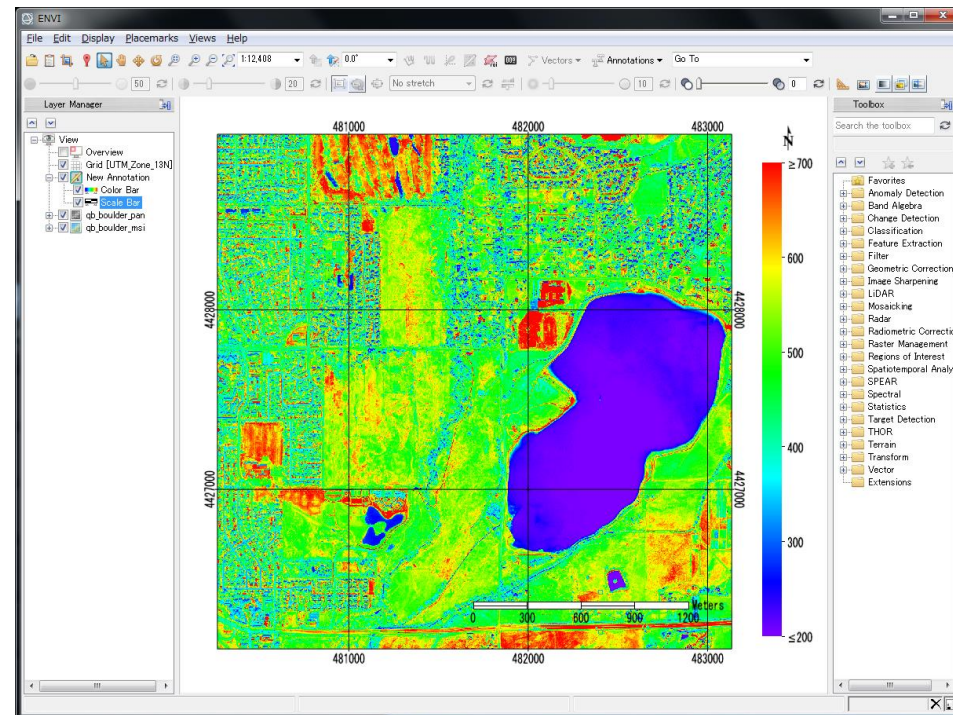 ENVI
File Edit Display Placemarks Views Help
1:12,408 0.0° Vectors Annotations Go To
50 20 No stretch 10 0
Layer Manager
View
Overview
Grid [UTM_Zone_13N]
New Annotation
Color Bar
Scale Bar
qb_boulder_pan
qb_boulder_msi
481000 482000 483000
N
≥700
600
500
400
300
≤200
4428000 4428000
4427000 4427000
Meters
0 300 600 900 1200
481000 482000 483000
Toolbox
Search the toolbox
Favorites
Anomaly Detection
Band Algebra
Change Detection
Classification
Feature Extraction
Filter
Geometric Correction
Image Sharpening
LiDAR
Mosaicking
Radar
Radiometric Correctic
Raster Management
Regions of Interest
Spatiotemporal Analy
SPEAR
Spectral
Statistics
Target Detection
THOR
Terrain
Transform
Vector
Extensions